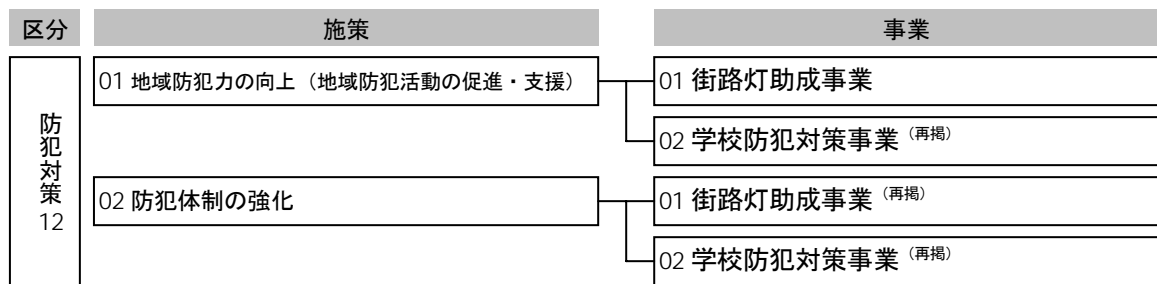 区分 施策 事業
防犯対策 12
01 地域防犯力の向上（地域防犯活動の促進・支援）
01 街路灯助成事業
02 学校防犯対策事業（再掲）
02 防犯体制の強化
01 街路灯助成事業（再掲）
02 学校防犯対策事業（再掲）